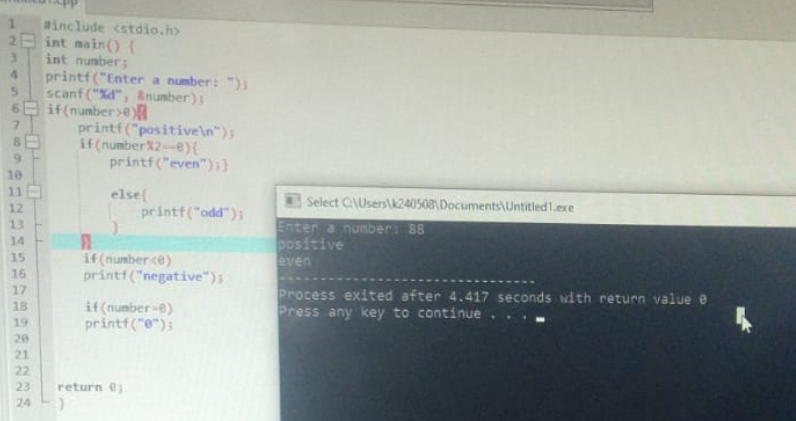 1 #include <stdio.h>
2 int main() {
3 int number;
4 printf("Enter a number: ");
5 scanf("%d", &number);
6 if(number>0){
7 printf("positive\n");
8 if(number%2==0){
9 printf("even");}
10
11 else{
12 printf("odd");
13 }
14 }
15 if(number<0)
16 printf("negative");
17
18 if(number=0)
19 printf("0");
20
21
22
23 return 0;
24 }
Select C:\Users\k240508\Documents\Untitled1.exe
Enter a number: 88
positive
even
--------------------------------
Process exited after 4.417 seconds with return value 0
Press any key to continue . . .